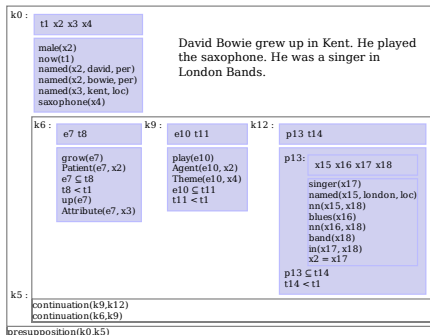 k0 :
t1 x2 x3 x4
male(x2)
now(t1)
named(x2, david, per)
named(x2, bowie, per)
named(x3, kent, loc)
saxophone(x4)
David Bowie grew up in Kent. He played
the saxophone. He was a singer in
London Bands.
k6 :
e7 t8
grow(e7)
Patient(e7, x2)
e7 ⊆ t8
t8 < t1
up(e7)
Attribute(e7, x3)
k9 :
e10 t11
play(e10)
Agent(e10, x2)
Theme(e10, x4)
e10 ⊆ t11
t11 < t1
k12 :
p13 t14
p13:
x15 x16 x17 x18
singer(x17)
named(x15, london, loc)
nn(x15, x18)
blues(x16)
nn(x16, x18)
band(x18)
in(x17, x18)
x2 = x17
p13 ⊆ t14
t14 < t1
k5 :
continuation(k9,k12)
continuation(k6,k9)
presupposition(k0,k5)